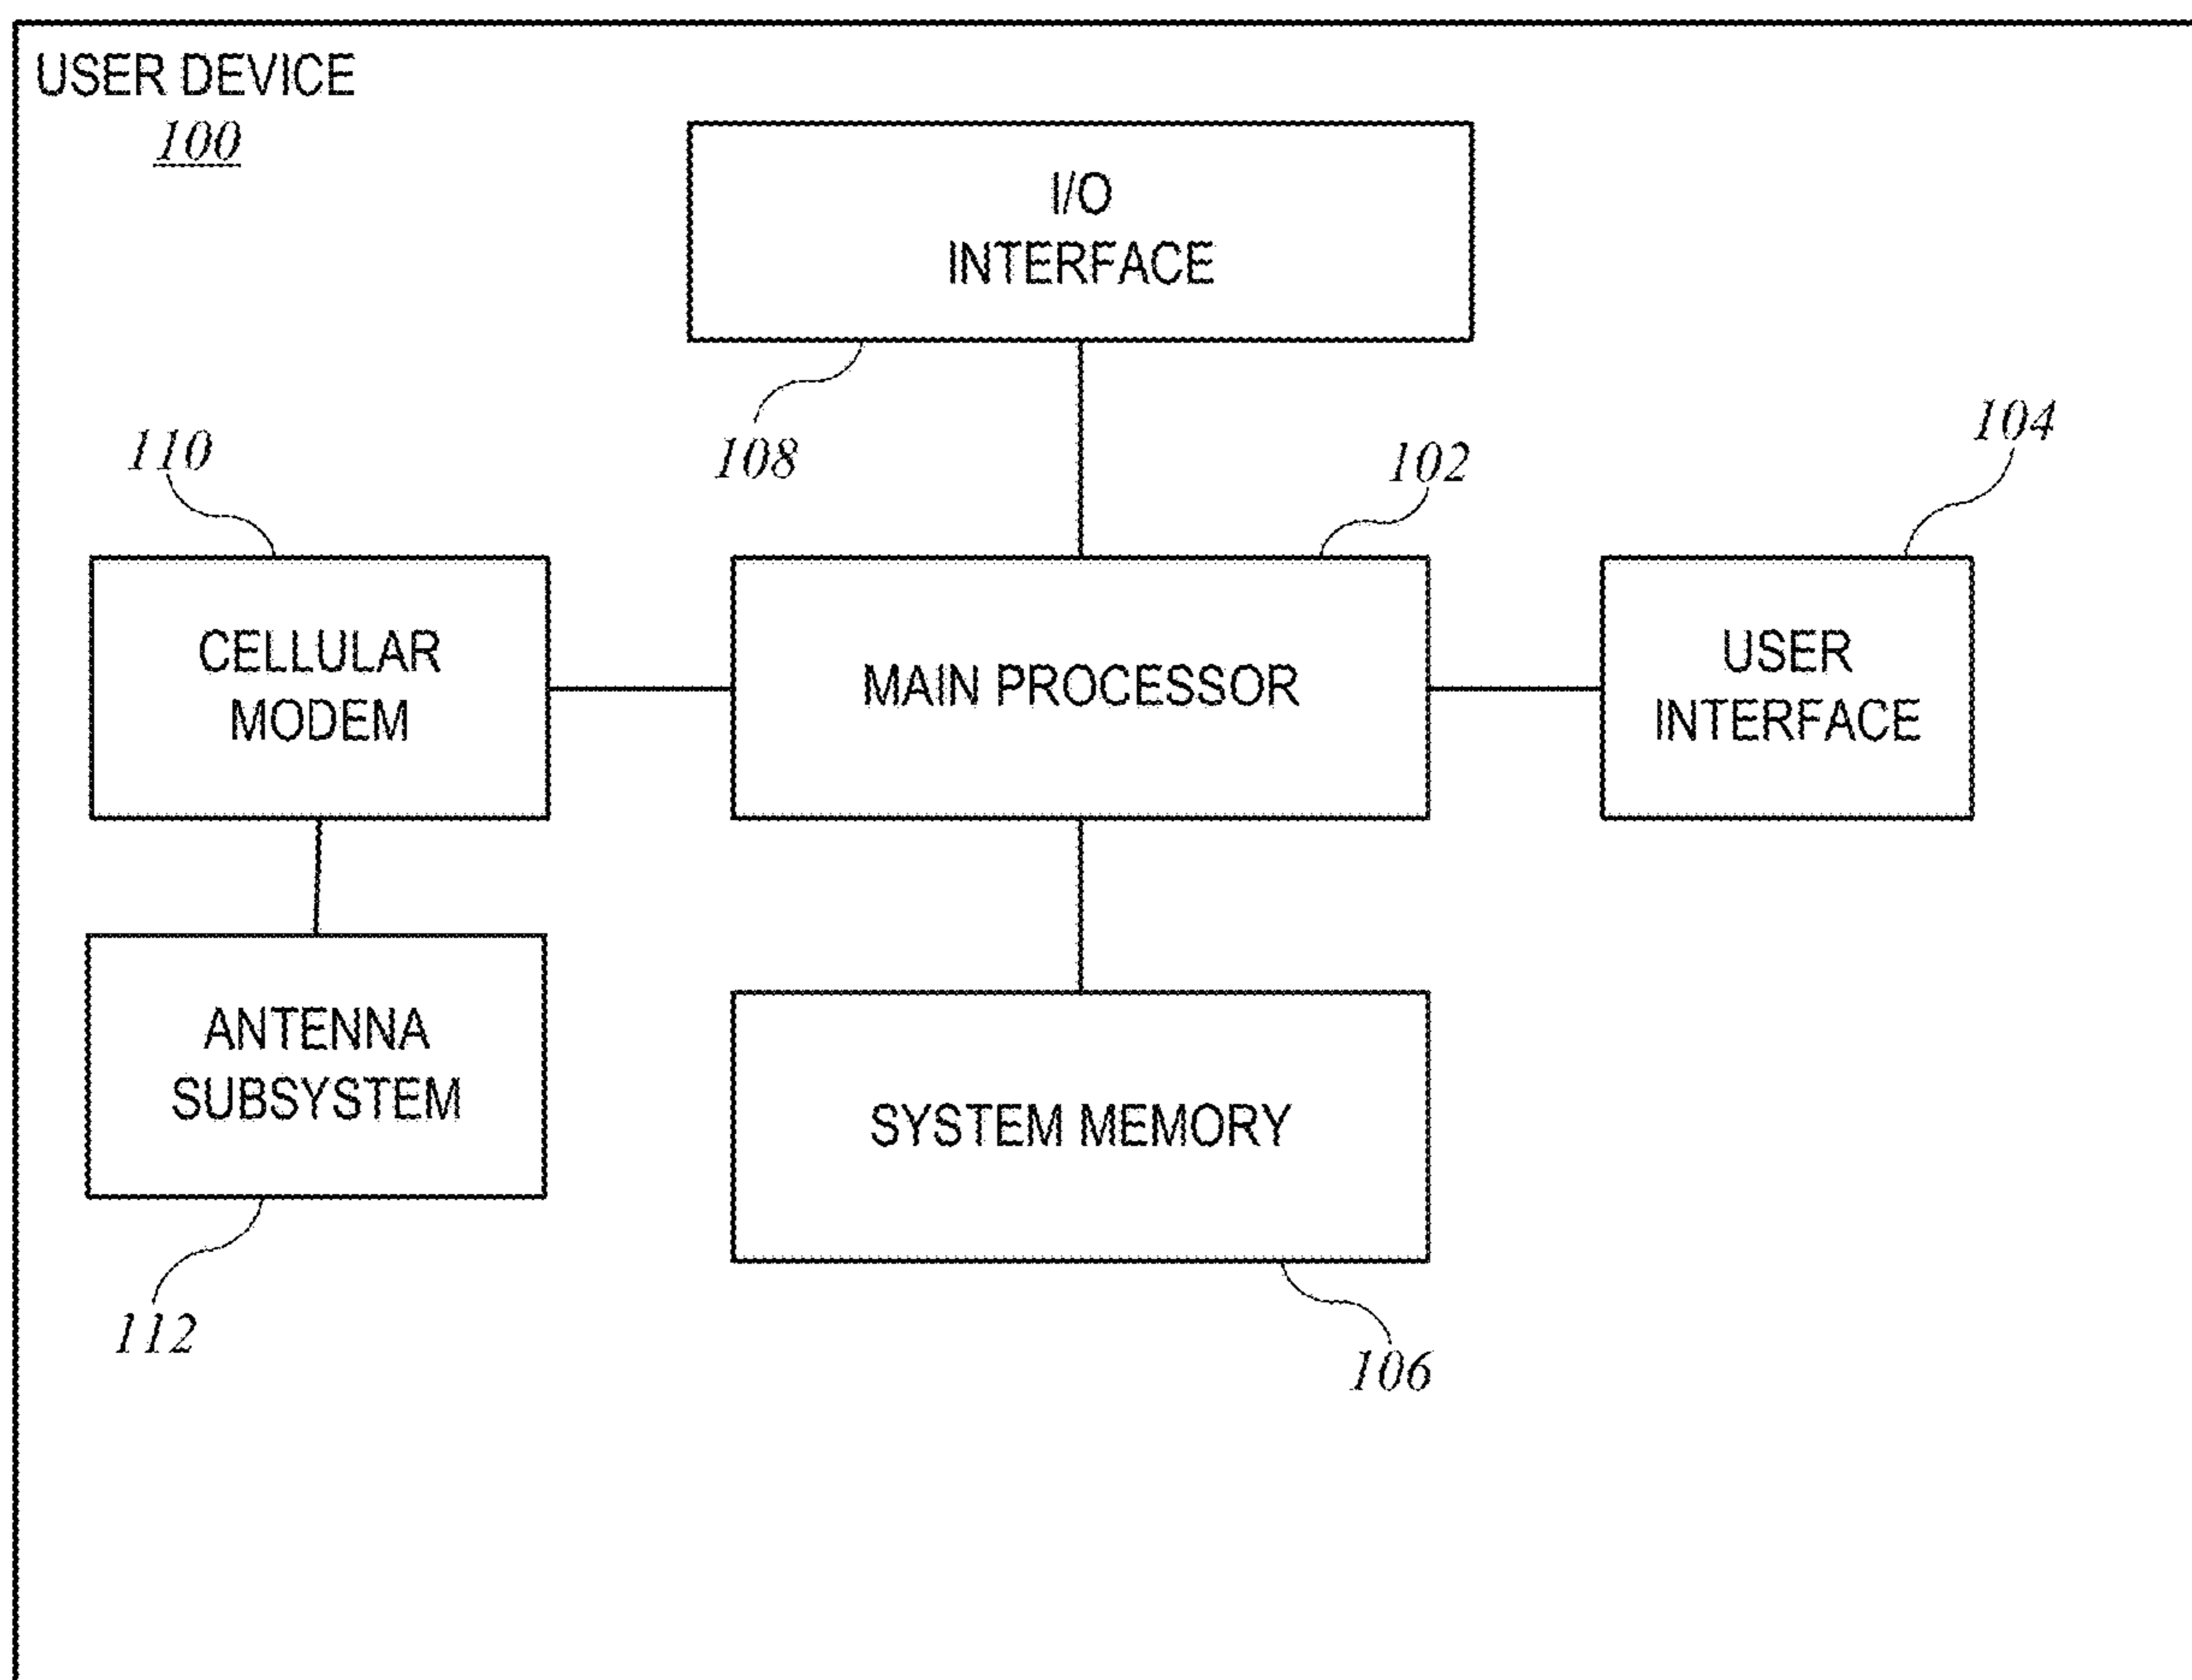 USER DEVICE
100
I/O
INTERFACE
108
110
102
104
CELLULAR
MODEM
MAIN PROCESSOR
USER
INTERFACE
ANTENNA
SUBSYSTEM
SYSTEM MEMORY
112
106